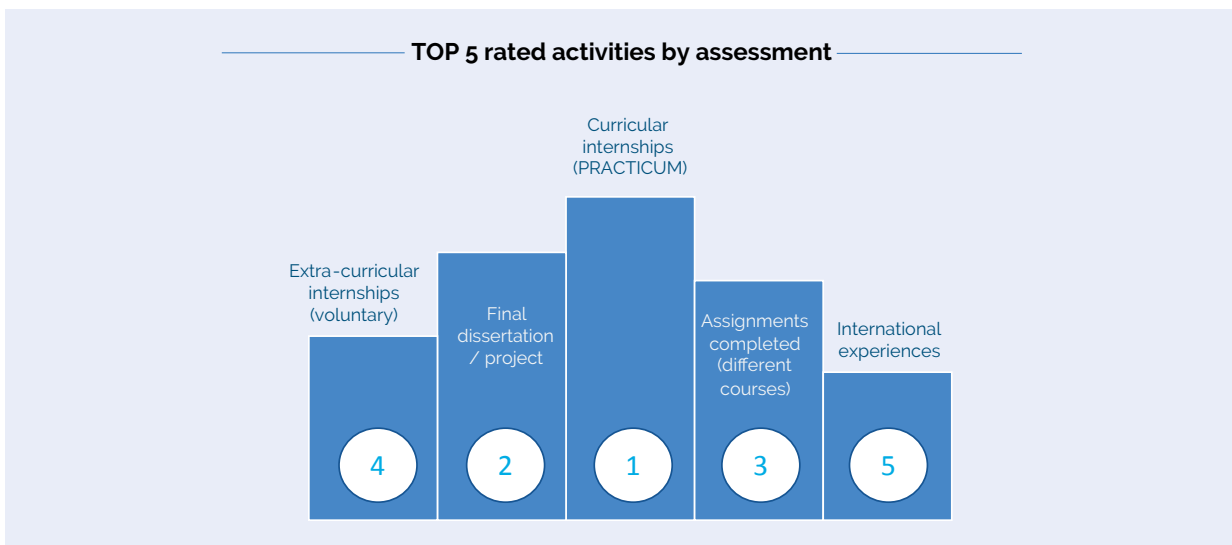 TOP 5 rated activities by assessment
Curricular
internships
(PRACTICUM)
Extra-curricular
internships
(voluntary)
Final
dissertation
/ project
Assignments
completed
(different
courses)
International
experiences
4
2
1
3
5